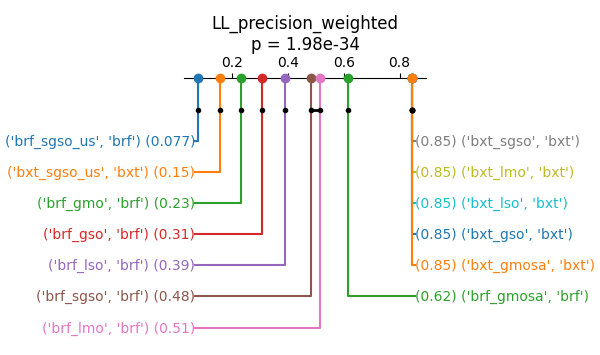 LL_precision_weighted
p = 1.98e-34
0.2 0.4 0.6 0.8
('brf_sgso_us', 'brf') (0.077)
('bxt_sgso_us', 'bxt') (0.15)
('brf_gmo', 'brf') (0.23)
('brf_gso', 'brf') (0.31)
('brf_lso', 'brf') (0.39)
('brf_sgso', 'brf') (0.48)
('brf_lmo', 'brf') (0.51)
(0.85) ('bxt_sgso', 'bxt')
(0.85) ('bxt_lmo', 'bxt')
(0.85) ('bxt_lso', 'bxt')
(0.85) ('bxt_gso', 'bxt')
(0.85) ('bxt_gmosa', 'bxt')
(0.62) ('brf_gmosa', 'brf')